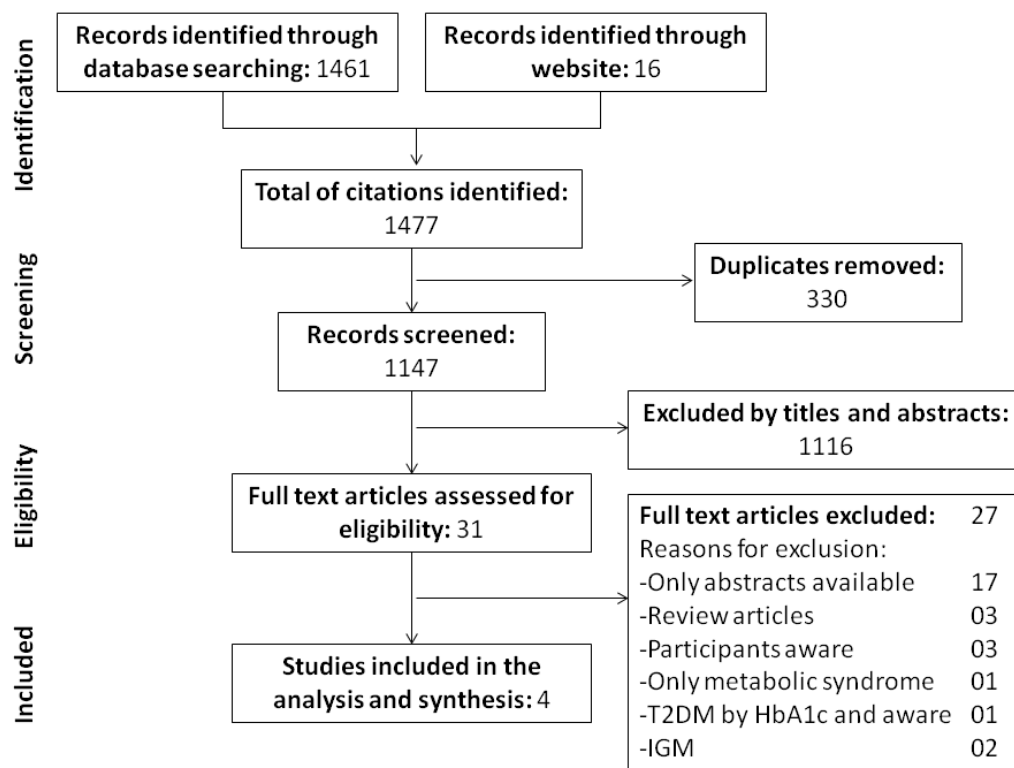 Identification
Records identified through
database searching: 1461
Records identified through
website: 16
Total of citations identified:
1477
Screening
Duplicates removed:
330
Records screened:
1147
Excluded by titles and abstracts:
1116
Eligibility
Full text articles assessed for
eligibility: 31
Full text articles excluded: 27
Reasons for exclusion:
-Only abstracts available 17
-Review articles 03
-Participants aware 03
-Only metabolic syndrome 01
-T2DM by HbA1c and aware 01
-IGM 02
Included
Studies included in the
analysis and synthesis: 4